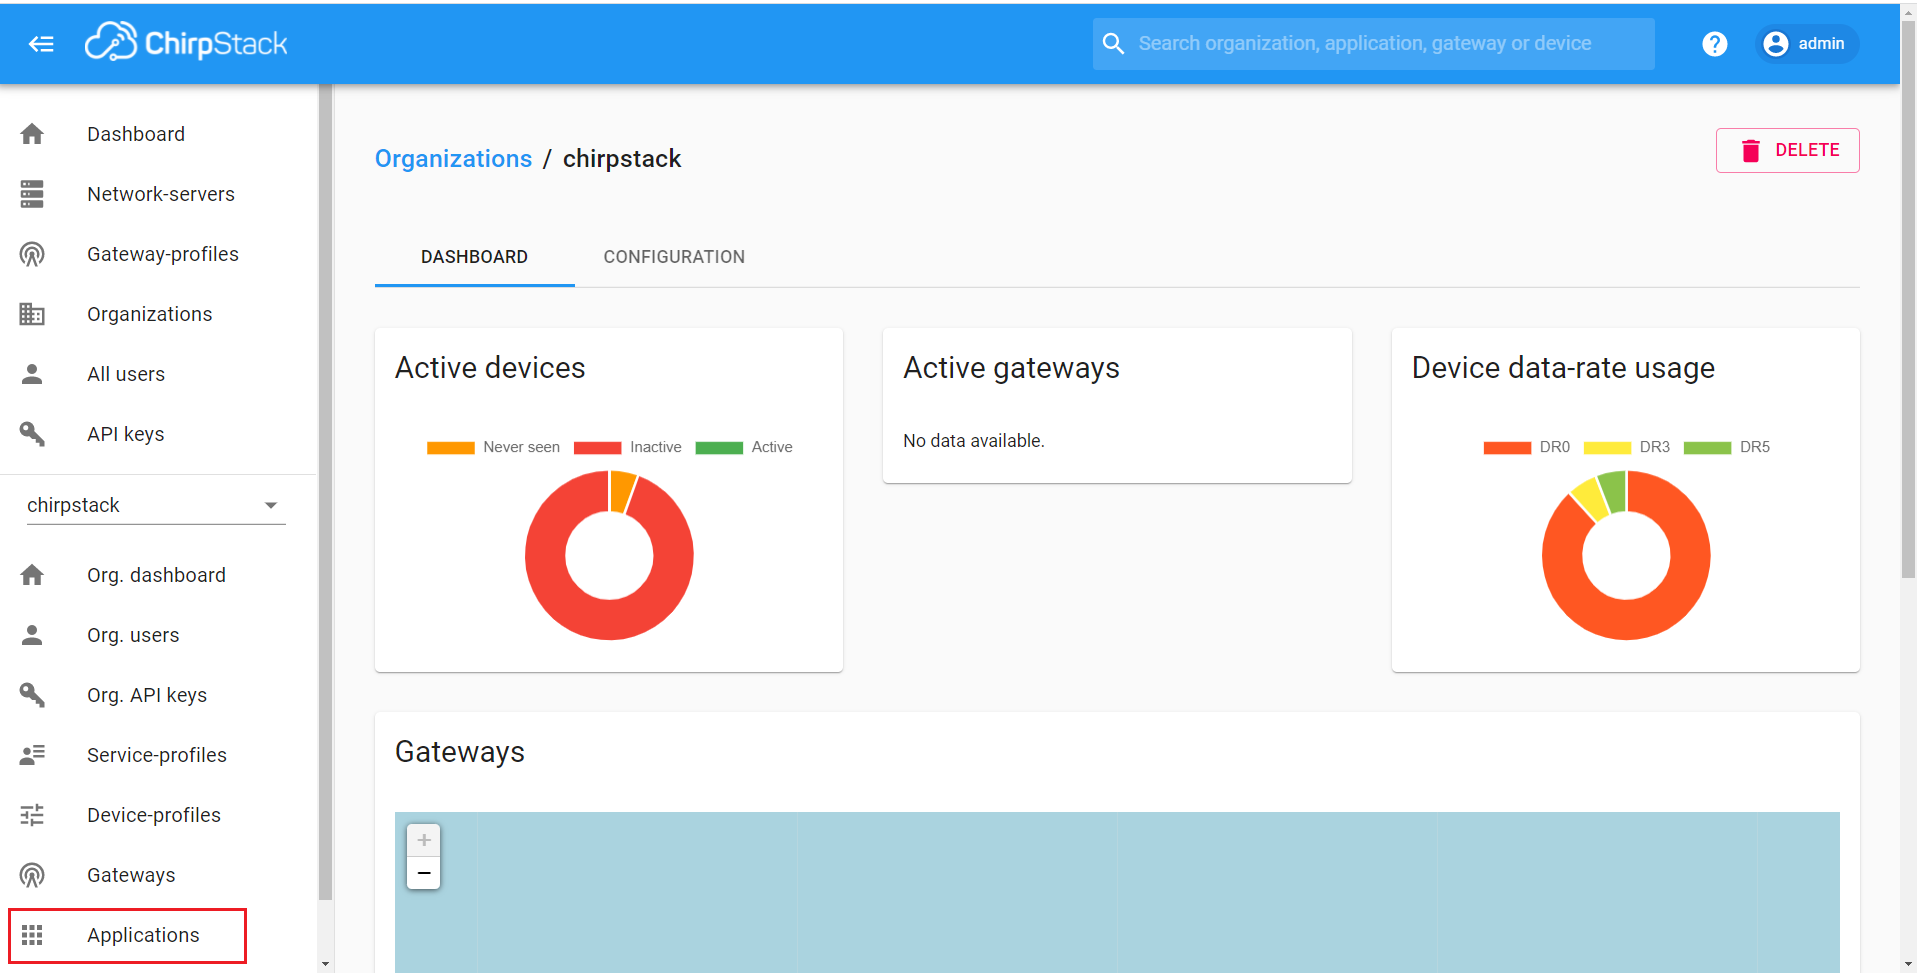 ChirpStack
Search organization, application, gateway or device
?
admin
Dashboard
Network-servers
Gateway-profiles
Organizations
All users
API keys
chirpstack
Org. dashboard
Org. users
Org. API keys
Service-profiles
Device-profiles
Gateways
Applications
Organizations / chirpstack
DELETE
DASHBOARD CONFIGURATION
Active devices
Never seen Inactive Active
Active gateways
No data available.
Device data-rate usage
DR0 DR3 DR5
Gateways
+
−